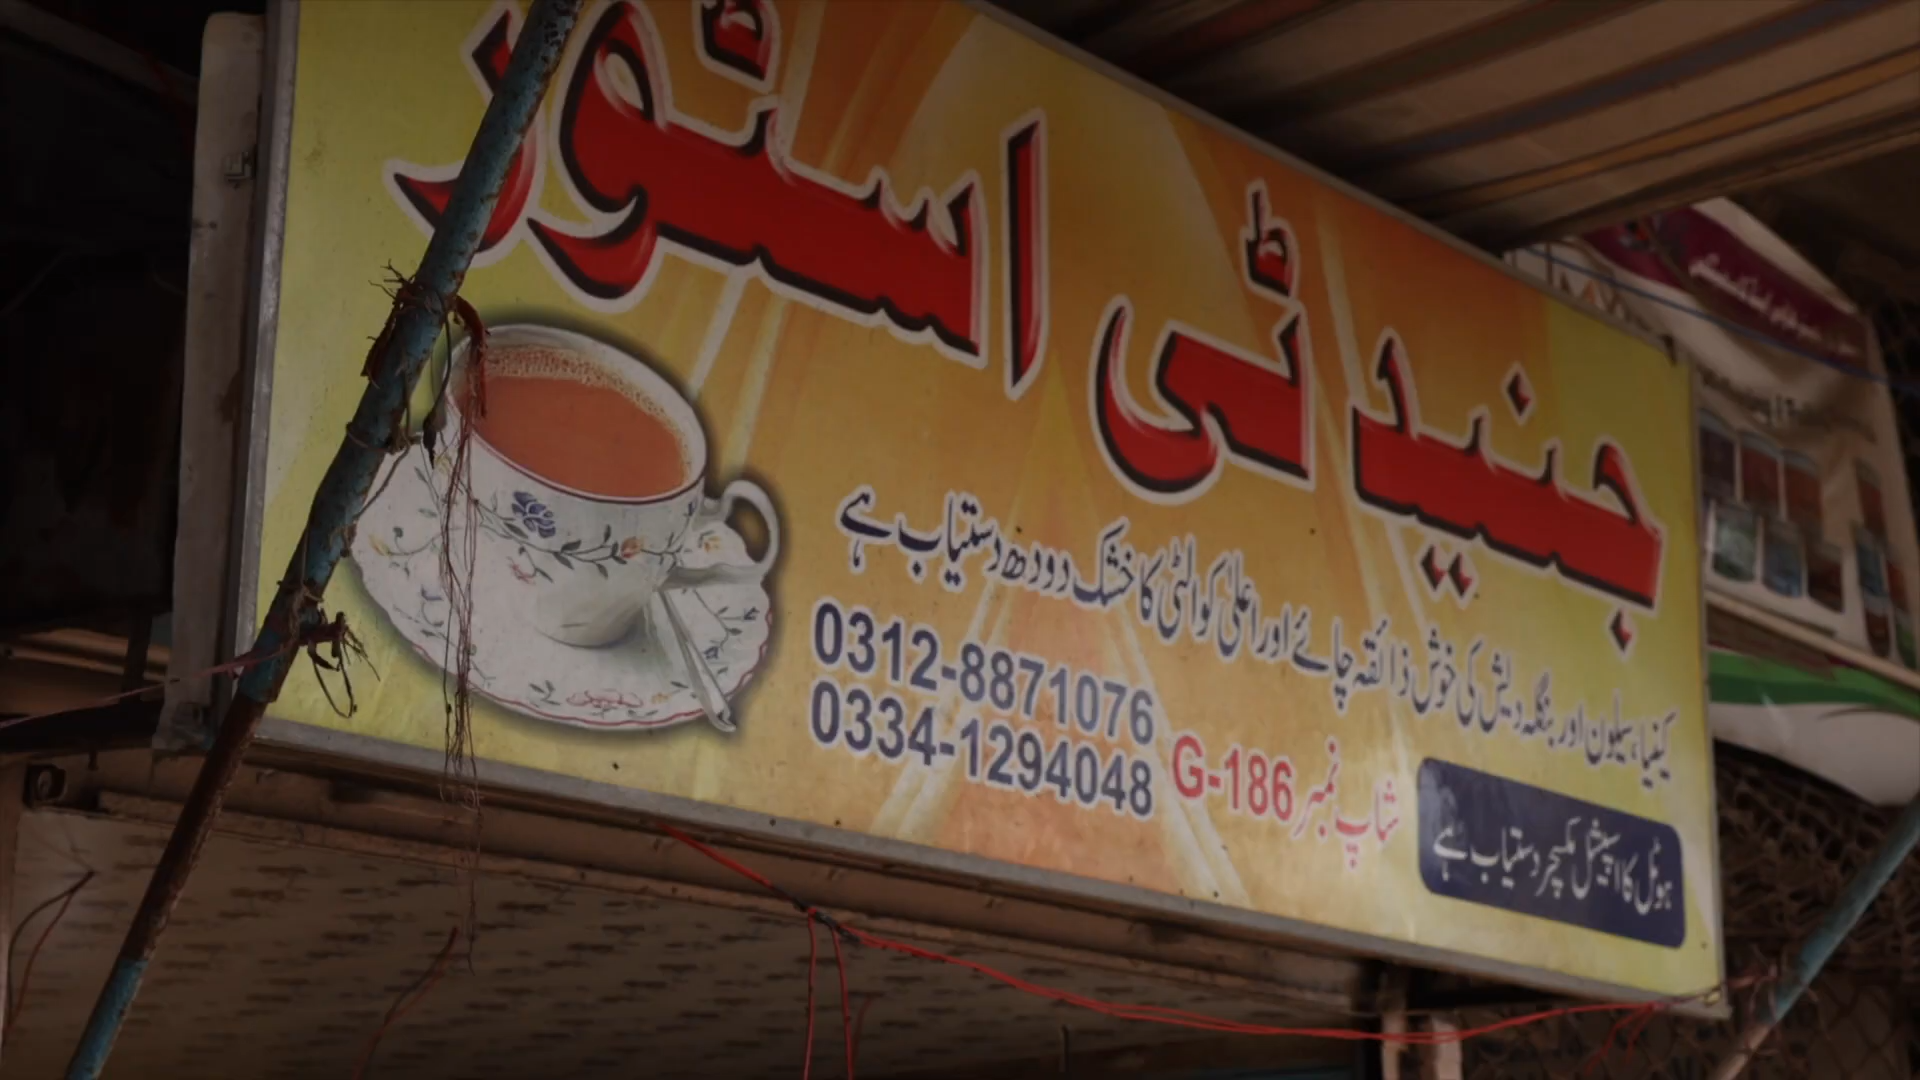 جنید ٹی اسٹور
کینیا، سیلون اور بنگلہ دیش کی خوش ذائقہ چائے اور اعلیٰ کوالٹی کا خشک دودھ دستیاب ہے
0312-8871076
0334-1294048
شاپ نمبر G-186
ہوٹل کا اسپیشل مکسچر دستیاب ہے